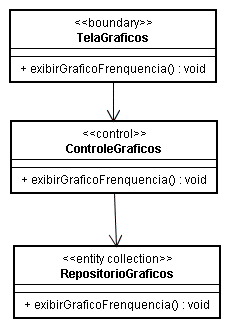 <<boundary>>
TelaGraficos
+ exibirGraficoFrenquencia() : void
<<control>>
ControleGraficos
+ exibirGraficoFrenquencia() : void
<<entity collection>>
RepositorioGraficos
+ exibirGraficoFrenquencia() : void